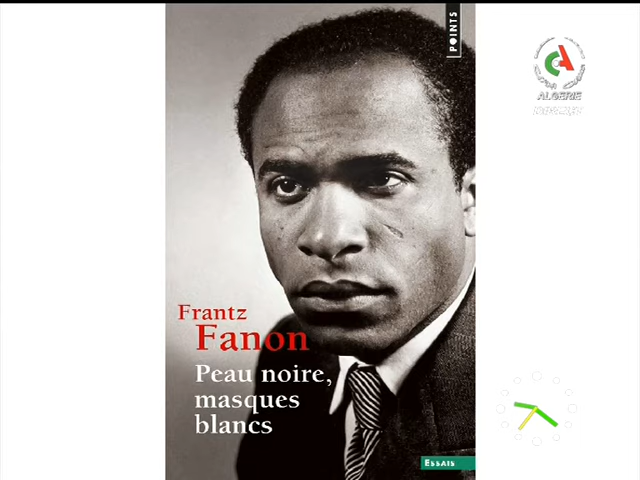 POINTS
ALGERIE
Frantz
Fanon
Peau noire,
masques
blancs
ESSAIS